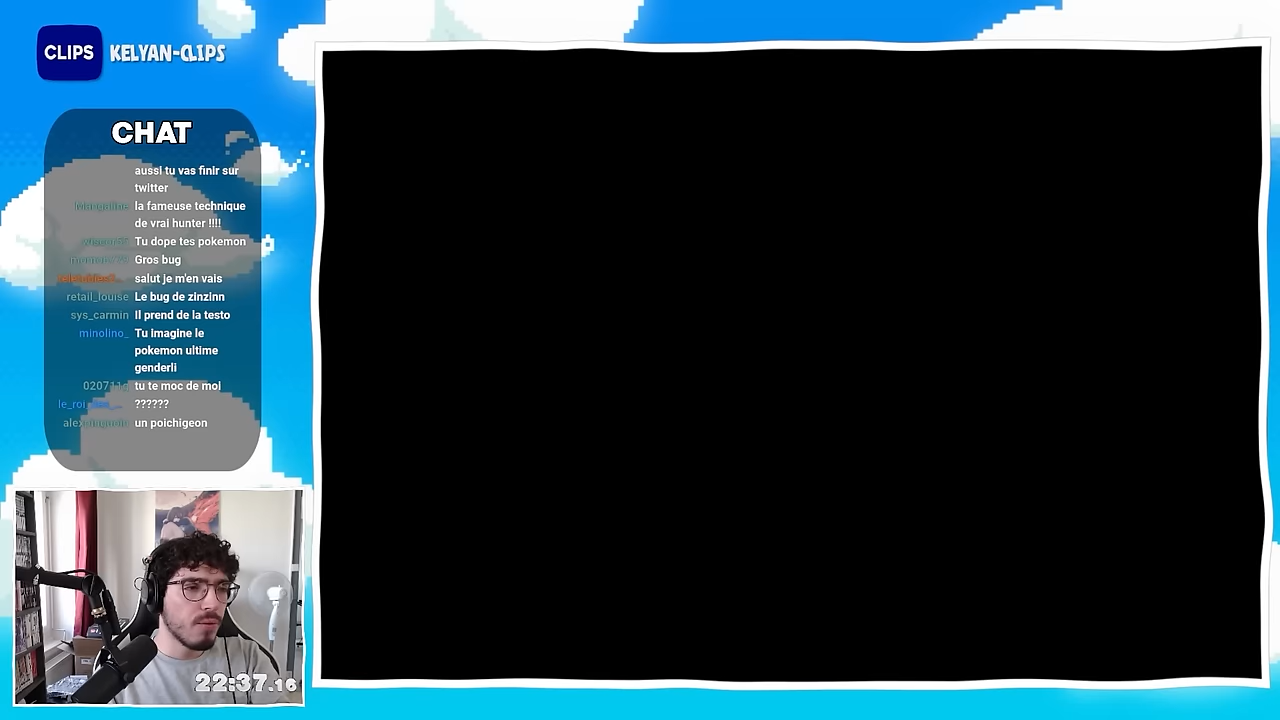 CLIPS
KELYAN-CLIPS
CHAT
aussi tu vas finir sur
twitter
la fameuse technique
de vrai hunter !!!!
Tu dope tes pokemon
Gros bug
salut je m'en vais
retail_louise Le bug de zinzinn
sys_carmin Il prend de la testo
minolino_ Tu imagine le
pokemon ultime
genderli
tu te moc de moi
??????
un poichigeon
22:37.16